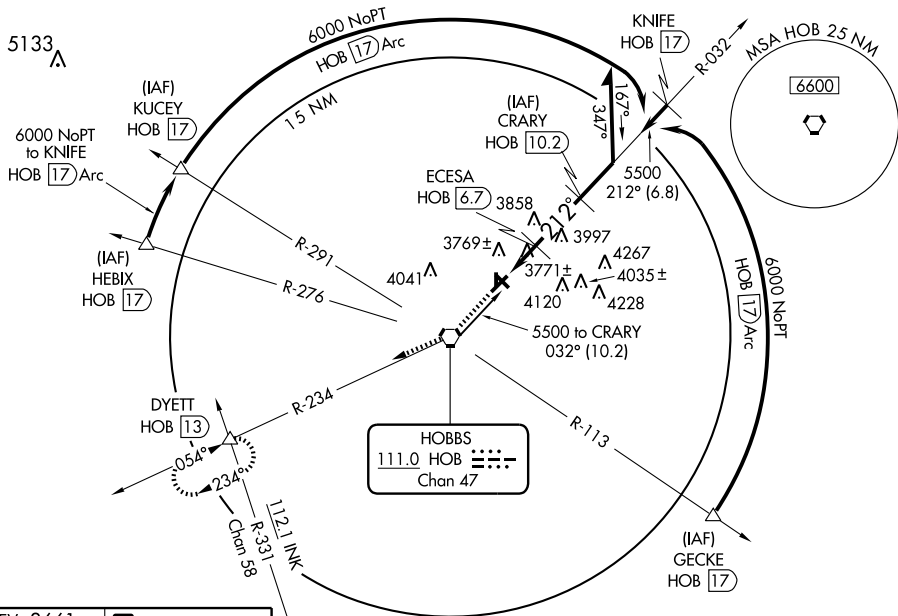 5133
6000 NoPT
HOB 17 Arc
KNIFE
HOB 17
R-032
MSA HOB 25 NM
6600
(IAF)
KUCEY
HOB 17
15 NM
(IAF)
CRARY
HOB 10.2
347°
167°
6000 NoPT
to KNIFE
HOB 17 Arc
5500
212° (6.8)
ECESA
HOB 6.7
3858
212°
3997
3769±
3771±
4267
4035±
4041
4120
4228
R-291
(IAF)
HEBIX
HOB 17
R-276
6000 NoPT
HOB 17 Arc
5500 to CRARY
032° (10.2)
DYETT
HOB 13
R-234
054°
234°
HOBBS
111.0 HOB
Chan 47
R-113
112.1 INK
Chan 58
R-331
(IAF)
GECKE
HOB 17